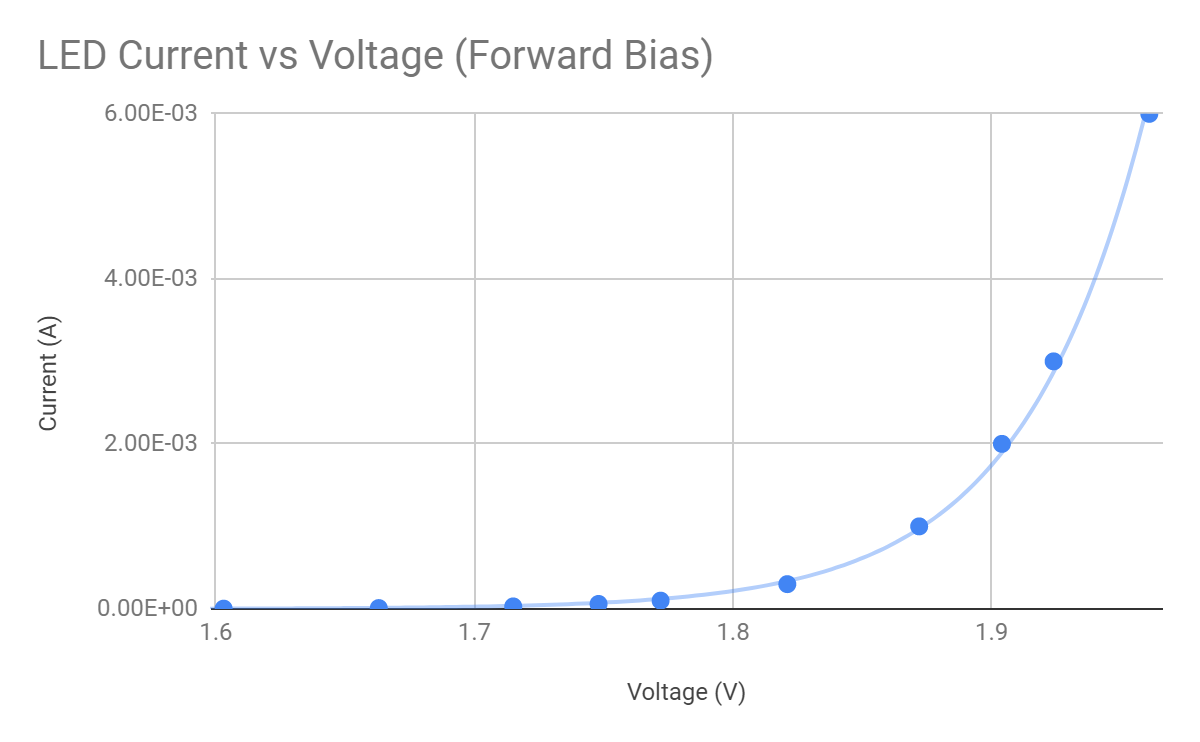 LED Current vs Voltage (Forward Bias)
6.00E-03
4.00E-03
2.00E-03
0.00E+00
Current (A)
1.6 1.7 1.8 1.9
Voltage (V)